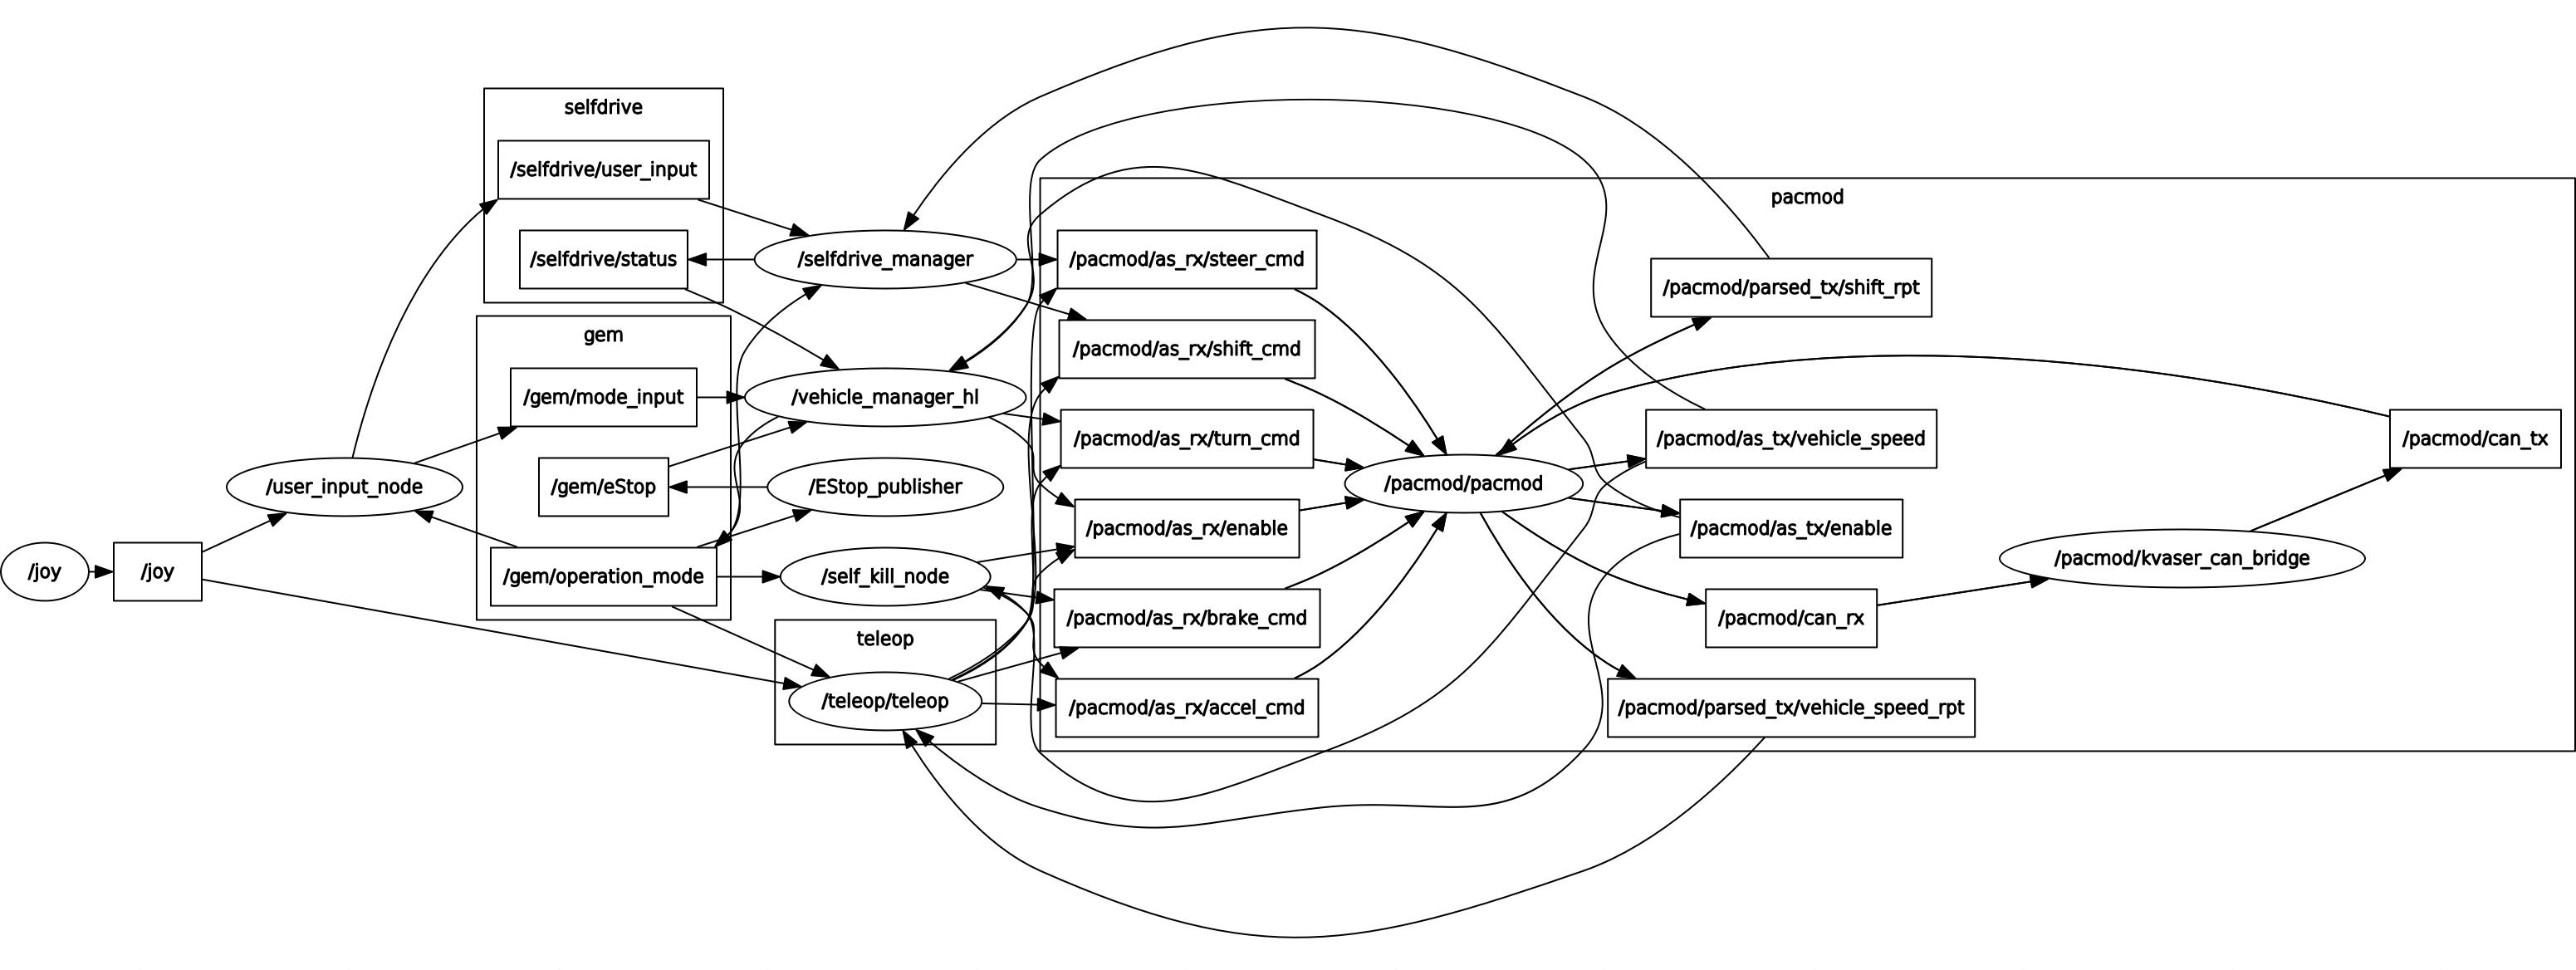 selfdrive
/selfdrive/user_input
pacmod
/selfdrive/status
/selfdrive_manager
/pacmod/as_rx/steer_cmd
/pacmod/parsed_tx/shift_rpt
gem
/pacmod/as_rx/shift_cmd
/gem/mode_input
/vehicle_manager_hl
/pacmod/as_rx/turn_cmd
/pacmod/as_tx/vehicle_speed
/pacmod/can_tx
/user_input_node
/gem/eStop
/EStop_publisher
/pacmod/pacmod
/pacmod/as_rx/enable
/pacmod/as_tx/enable
/pacmod/kvaser_can_bridge
/joy
/joy
/gem/operation_mode
/self_kill_node
/pacmod/as_rx/brake_cmd
/pacmod/can_rx
teleop
/teleop/teleop
/pacmod/as_rx/accel_cmd
/pacmod/parsed_tx/vehicle_speed_rpt